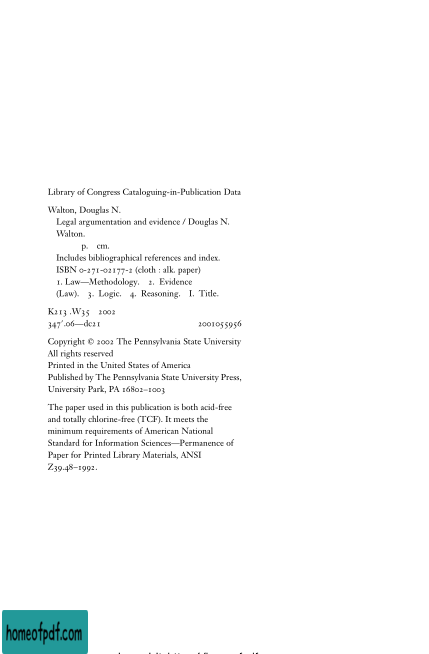 Library of Congress Cataloguing-in-Publication Data
Walton, Douglas N.
Legal argumentation and evidence / Douglas N.
Walton.
p. cm.
Includes bibliographical references and index.
ISBN 0-271-02177-2 (cloth : alk. paper)
1. Law—Methodology. 2. Evidence
(Law). 3. Logic. 4. Reasoning. I. Title.
K213 .W35 2002
347′.06—dc21 2001055956
Copyright © 2002 The Pennsylvania State University
All rights reserved
Printed in the United States of America
Published by The Pennsylvania State University Press,
University Park, PA 16802–1003
The paper used in this publication is both acid-free
and totally chlorine-free (TCF). It meets the
minimum requirements of American National
Standard for Information Sciences—Permanence of
Paper for Printed Library Materials, ANSI
Z39.48–1992.
homeofpdf.com